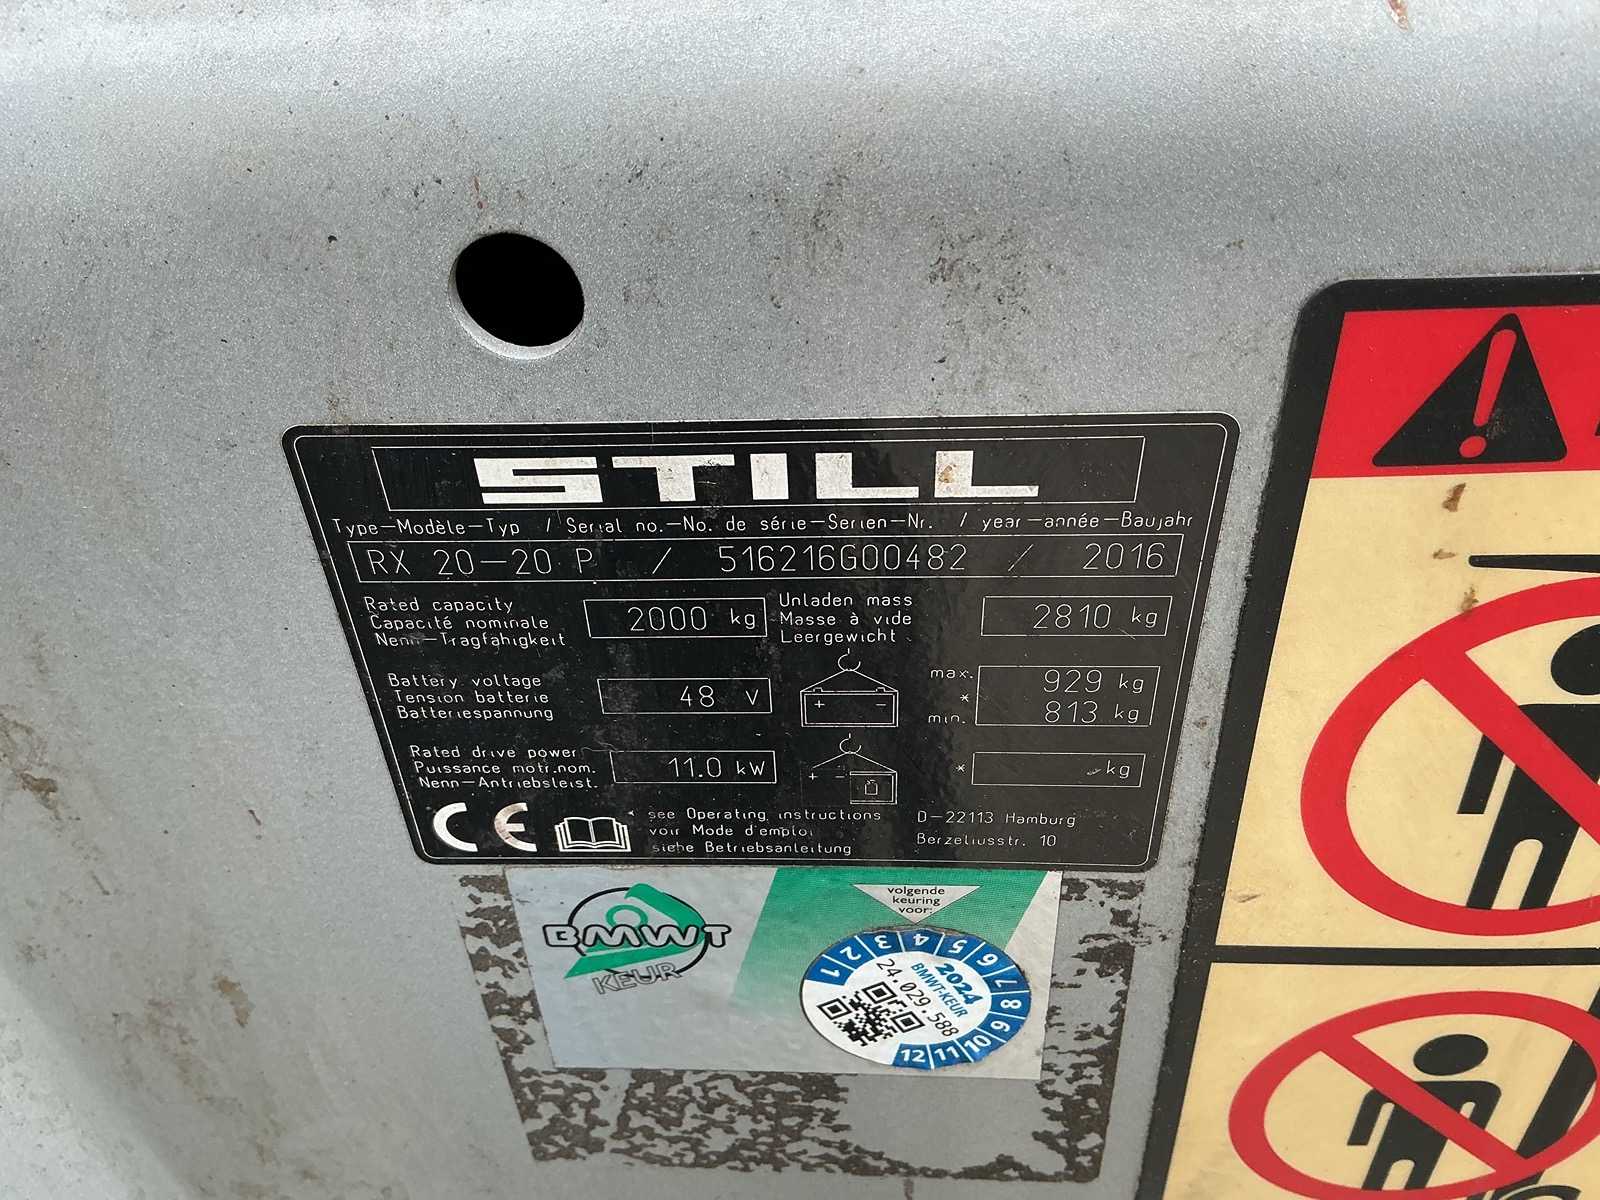 STILL
Type-Modèle-Typ / Serial no.-No. de série-Serien-Nr. / year-année-Baujahr
RX 20-20 P / 516216G00482 / 2016
Rated capacity
Capacité nominale
Nenn-Tragfähigkeit
2000 kg
Unladen mass
Masse à vide
Leergewicht
2810 kg
Battery voltage
Tension batterie
Batteriespannung
48 V
+ -
max.
*
min.
929 kg
813 kg
Rated drive power
Puissance motr.nom.
Nenn-Antriebsleist.
11.0 kW
+ -
* kg
CE
see Operating instructions
voir Mode d'emploi
siehe Betriebsanleitung
D-22113 Hamburg
Berzeliusstr. 10
BMWT
KEUR
volgende
keuring
voor:
1 2 3 4 5 6 7 8 9 10 11 12
2024
BMWT-KEUR
24.029.588